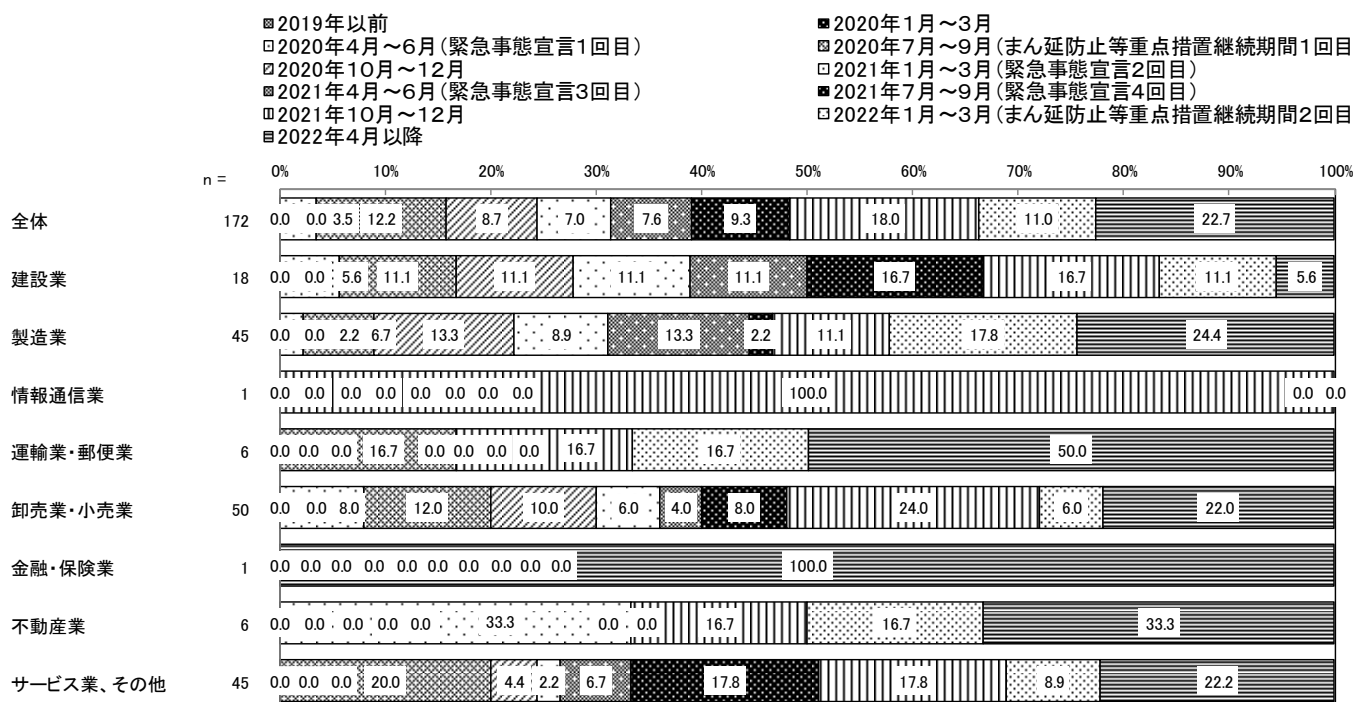 2019年以前 2020年1月～3月
2020年4月～6月(緊急事態宣言1回目) 2020年7月～9月(まん延防止等重点措置継続期間1回目
2020年10月～12月 2021年1月～3月(緊急事態宣言2回目)
2021年4月～6月(緊急事態宣言3回目) 2021年7月～9月(緊急事態宣言4回目)
2021年10月～12月 2022年1月～3月(まん延防止等重点措置継続期間2回目
2022年4月以降
n = 0% 10% 20% 30% 40% 50% 60% 70% 80% 90% 100%
全体 172 0.0 0.0 3.5 12.2 8.7 7.0 7.6 9.3 18.0 11.0 22.7
建設業 18 0.0 0.0 5.6 11.1 11.1 11.1 11.1 16.7 16.7 11.1 5.6
製造業 45 0.0 0.0 2.2 6.7 13.3 8.9 13.3 2.2 11.1 17.8 24.4
情報通信業 1 0.0 0.0 0.0 0.0 0.0 0.0 0.0 0.0 100.0 0.0 0.0
運輸業・郵便業 6 0.0 0.0 0.0 16.7 0.0 0.0 0.0 0.0 16.7 16.7 50.0
卸売業・小売業 50 0.0 0.0 8.0 12.0 10.0 6.0 4.0 8.0 24.0 6.0 22.0
金融・保険業 1 0.0 0.0 0.0 0.0 0.0 0.0 0.0 0.0 0.0 0.0 100.0
不動産業 6 0.0 0.0 0.0 0.0 0.0 33.3 0.0 0.0 16.7 16.7 33.3
サービス業、その他 45 0.0 0.0 0.0 20.0 4.4 2.2 6.7 17.8 17.8 8.9 22.2